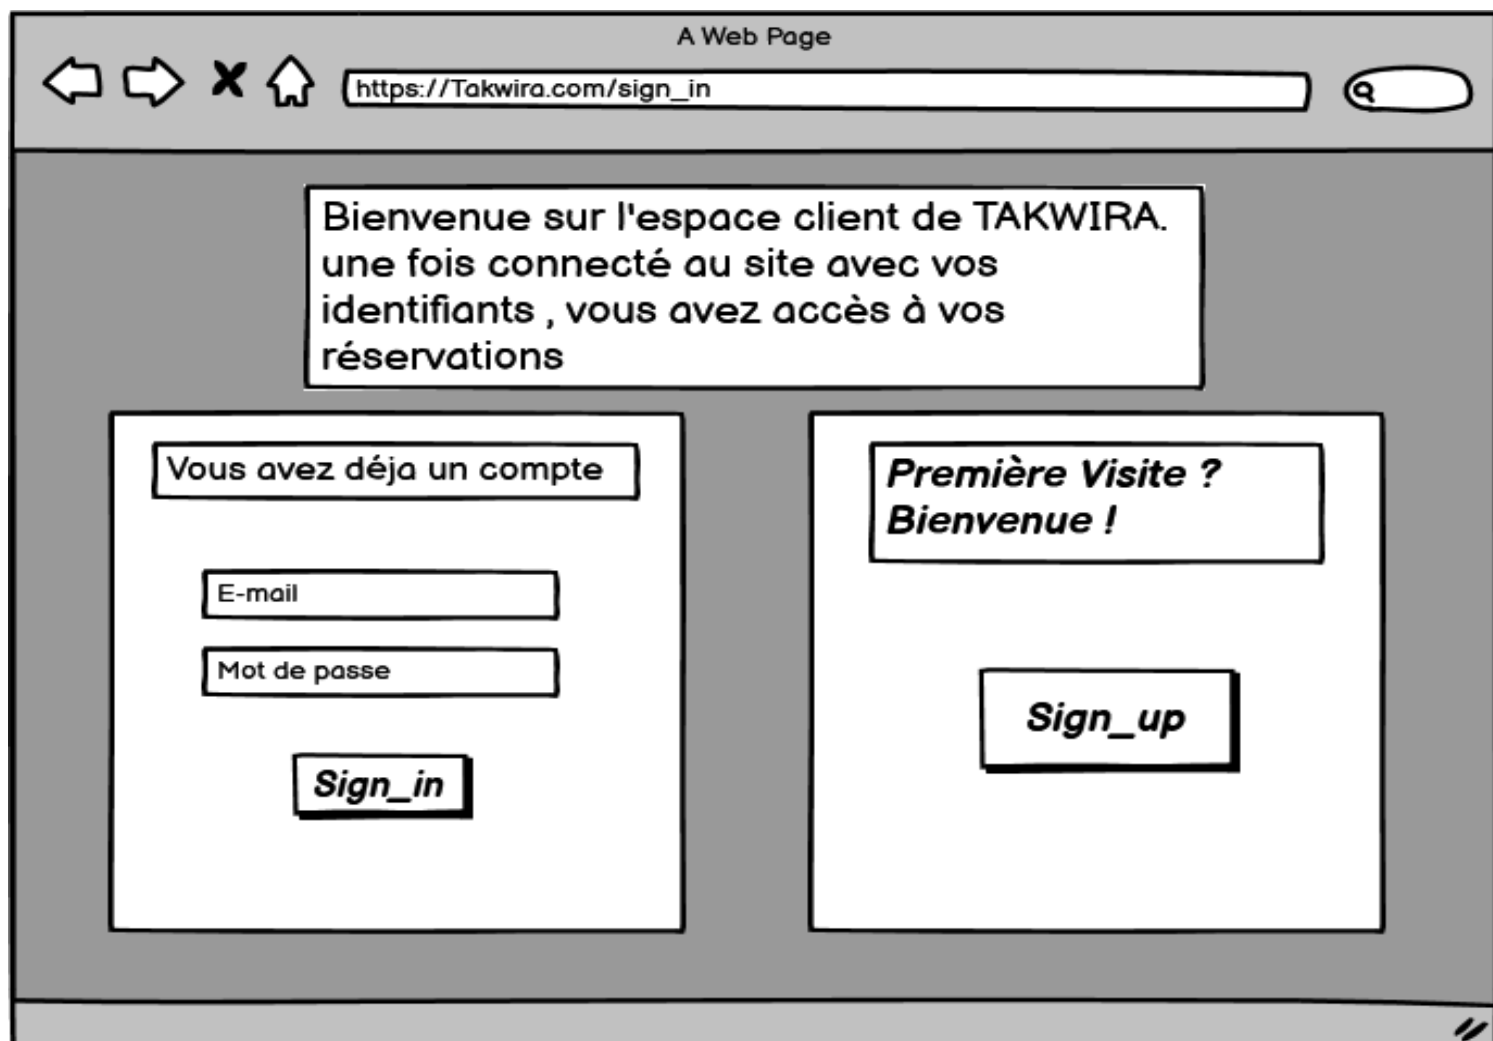 A Web Page
https://Takwira.com/sign_in
Bienvenue sur l'espace client de TAKWIRA.
une fois connecté au site avec vos
identifiants , vous avez accès à vos
réservations
Vous avez déja un compte
E-mail
Mot de passe
Sign_in
Première Visite ?
Bienvenue !
Sign_up